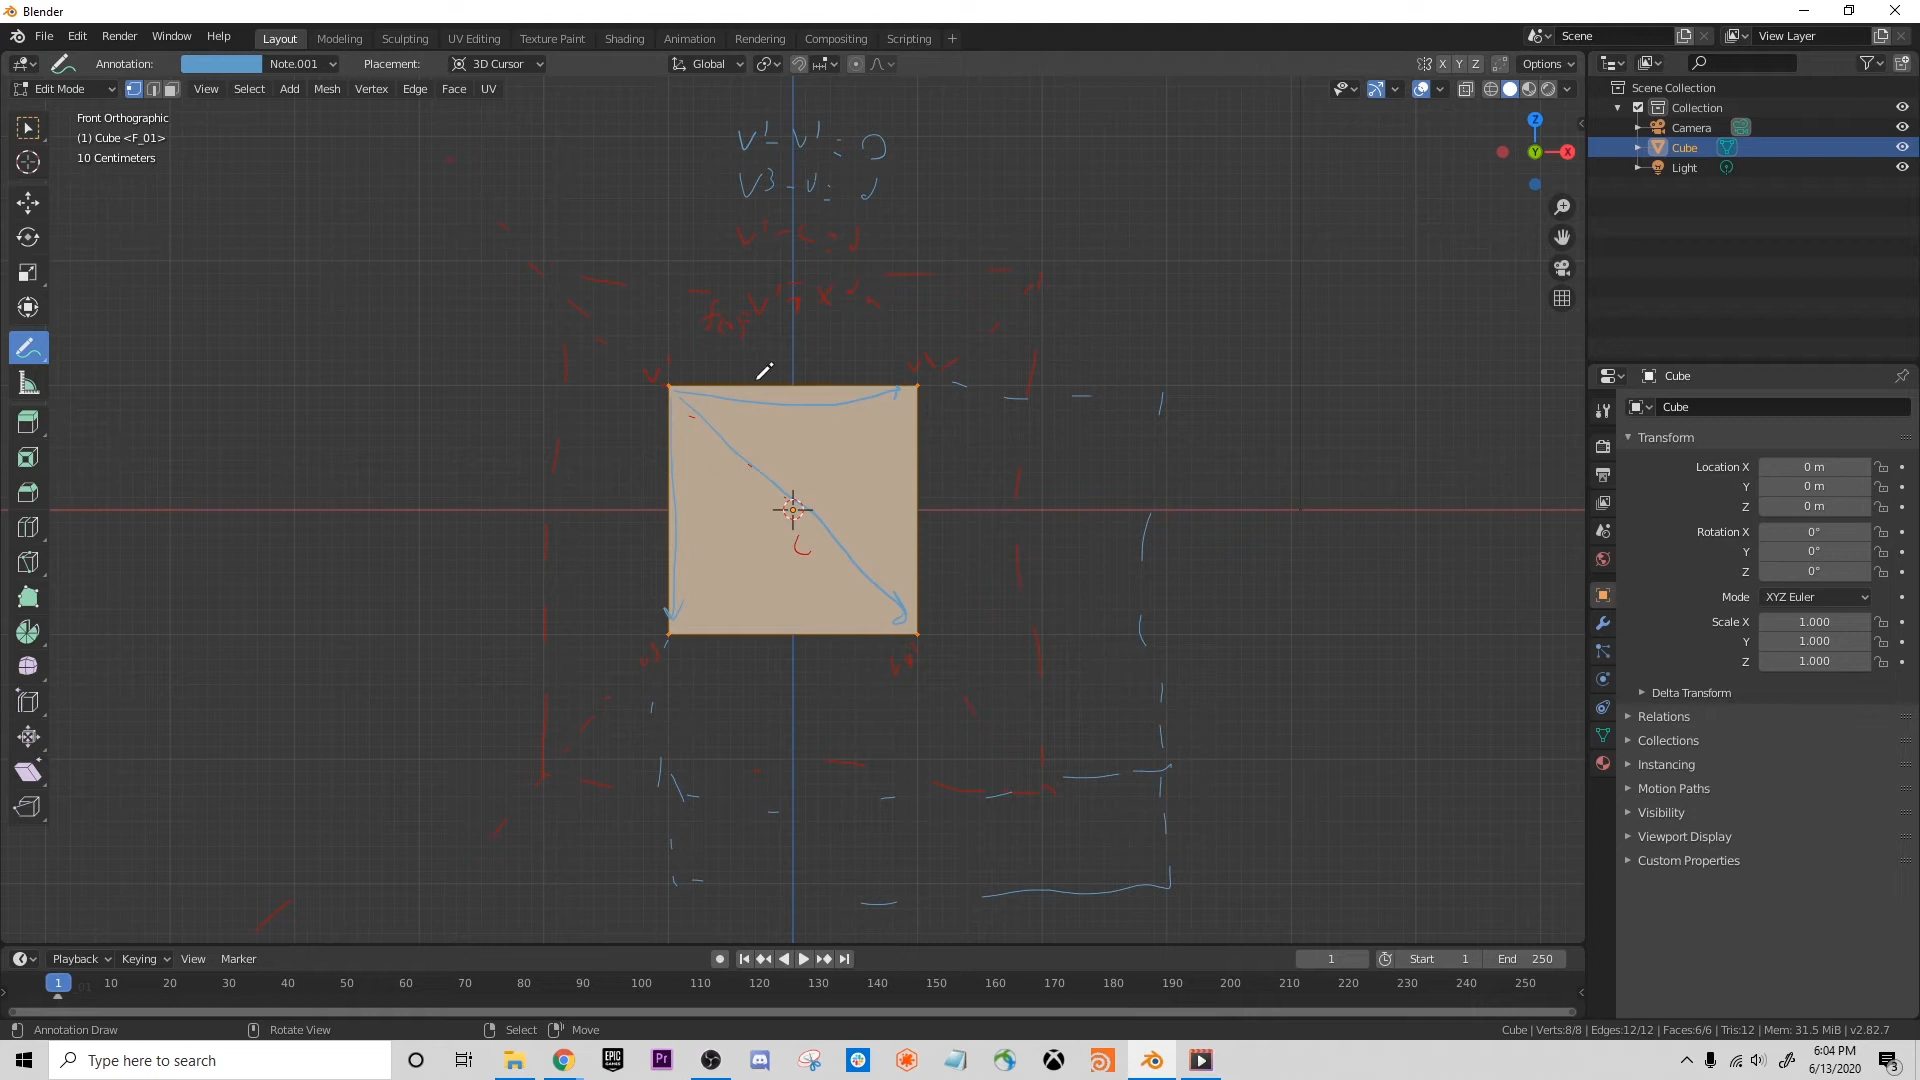 Blender
File Edit Render Window Help Layout Modeling Sculpting UV Editing Texture Paint Shading Animation Rendering Compositing Scripting + Scene View Layer
Annotation: Note.001 Placement: 3D Cursor Global X Y Z Options
Edit Mode View Select Add Mesh Vertex Edge Face UV
Front Orthographic
(1) Cube <F_01>
10 Centimeters
Z
Y
X
Scene Collection
Collection
Camera
Cube
Light
Cube
Cube
Transform
Location X 0 m
Y 0 m
Z 0 m
Rotation X 0°
Y 0°
Z 0°
Mode XYZ Euler
Scale X 1.000
Y 1.000
Z 1.000
Delta Transform
Relations
Collections
Instancing
Motion Paths
Visibility
Viewport Display
Custom Properties
V
C
Playback Keying View Marker 1 Start 1 End 250
1 10 20 30 40 50 60 70 80 90 100 110 120 130 140 150 160 170 180 190 200 210 220 230 240 250
Annotation Draw Rotate View Select Move Cube | Verts:8/8 | Edges:12/12 | Faces:6/6 | Tris:12 | Mem: 31.5 MiB | v2.82.7
Type here to search
EPIC GAMES
Pr
6:04 PM
6/13/2020
3